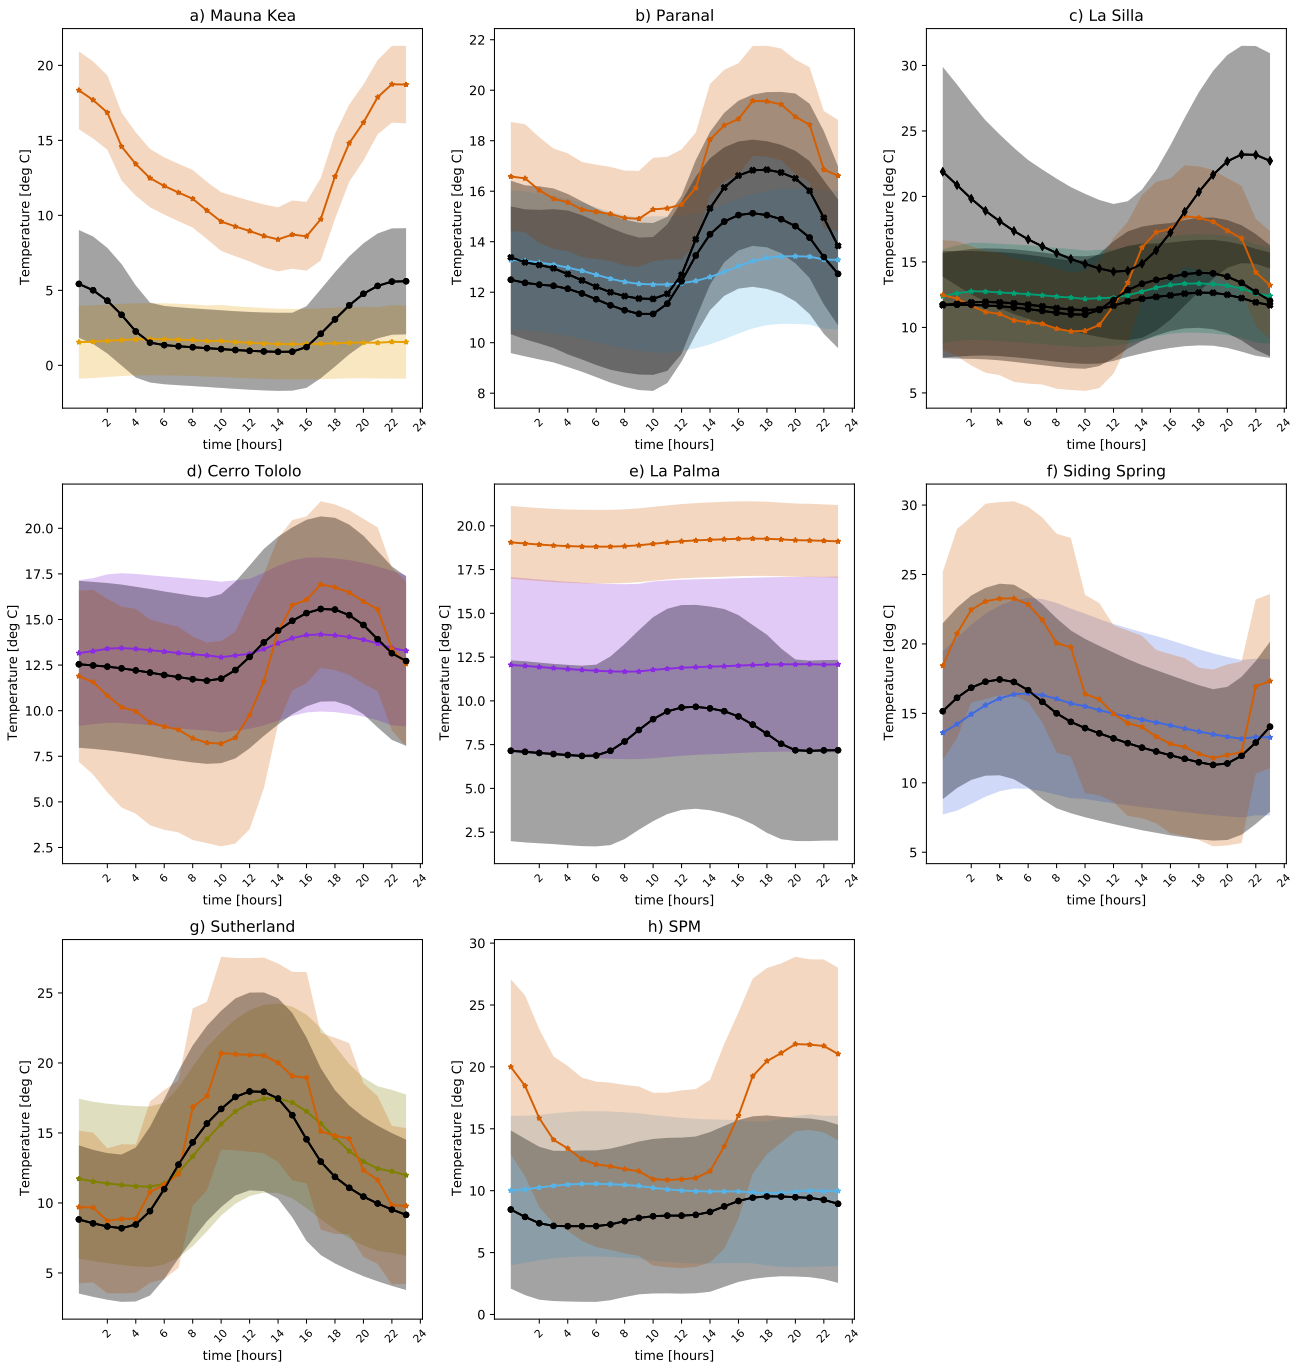 a) Mauna Kea
b) Paranal
c) La Silla
Temperature [deg C]
20
15
10
5
0
2 4 6 8 10 12 14 16 18 20 22 24
time [hours]
Temperature [deg C]
22
20
18
16
14
12
10
8
2 4 6 8 10 12 14 16 18 20 22 24
time [hours]
Temperature [deg C]
30
25
20
15
10
5
2 4 6 8 10 12 14 16 18 20 22 24
time [hours]
d) Cerro Tololo
e) La Palma
f) Siding Spring
Temperature [deg C]
20.0
17.5
15.0
12.5
10.0
7.5
5.0
2.5
2 4 6 8 10 12 14 16 18 20 22 24
time [hours]
Temperature [deg C]
20.0
17.5
15.0
12.5
10.0
7.5
5.0
2.5
2 4 6 8 10 12 14 16 18 20 22 24
time [hours]
Temperature [deg C]
30
25
20
15
10
5
2 4 6 8 10 12 14 16 18 20 22 24
time [hours]
g) Sutherland
h) SPM
Temperature [deg C]
25
20
15
10
5
2 4 6 8 10 12 14 16 18 20 22 24
time [hours]
Temperature [deg C]
30
25
20
15
10
5
0
2 4 6 8 10 12 14 16 18 20 22 24
time [hours]